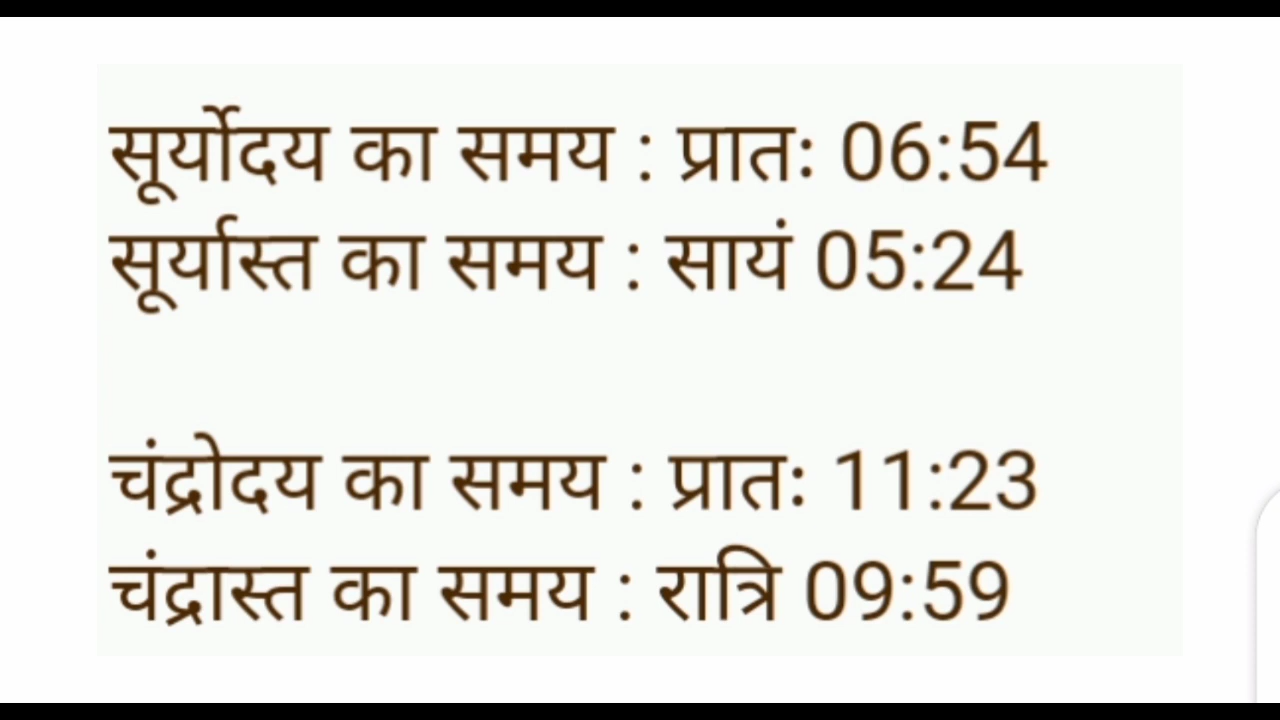 सूर्योदय का समय : प्रातः 06:54
सूर्यास्त का समय : सायं 05:24
चंद्रोदय का समय : प्रातः 11:23
चंद्रास्त का समय : रात्रि 09:59